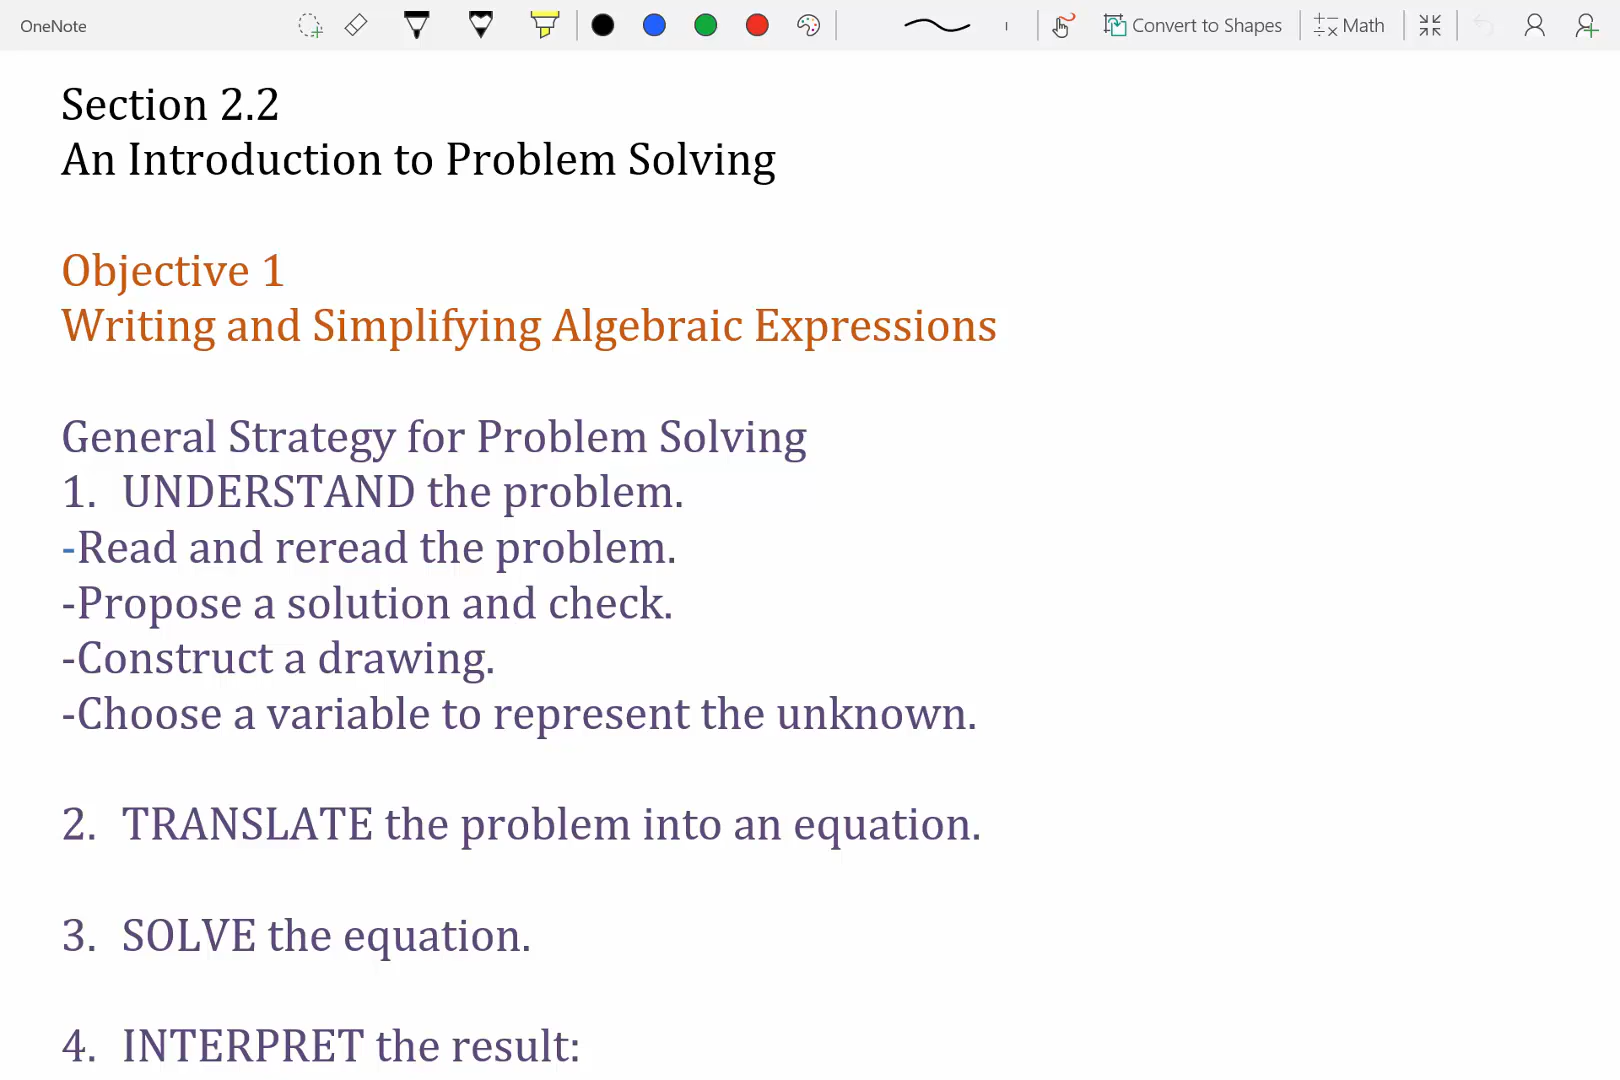 OneNote
Convert to Shapes
Math
Section 2.2
An Introduction to Problem Solving
Objective 1
Writing and Simplifying Algebraic Expressions
General Strategy for Problem Solving
1. UNDERSTAND the problem.
-Read and reread the problem.
-Propose a solution and check.
-Construct a drawing.
-Choose a variable to represent the unknown.
2. TRANSLATE the problem into an equation.
3. SOLVE the equation.
4. INTERPRET the result: